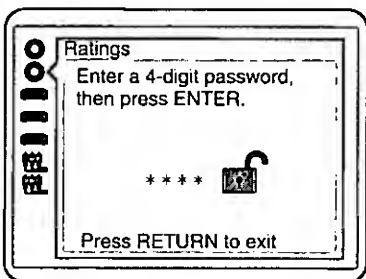 Ratings
Enter a 4-digit password,
then press ENTER.
* * * *
Press RETURN to exit